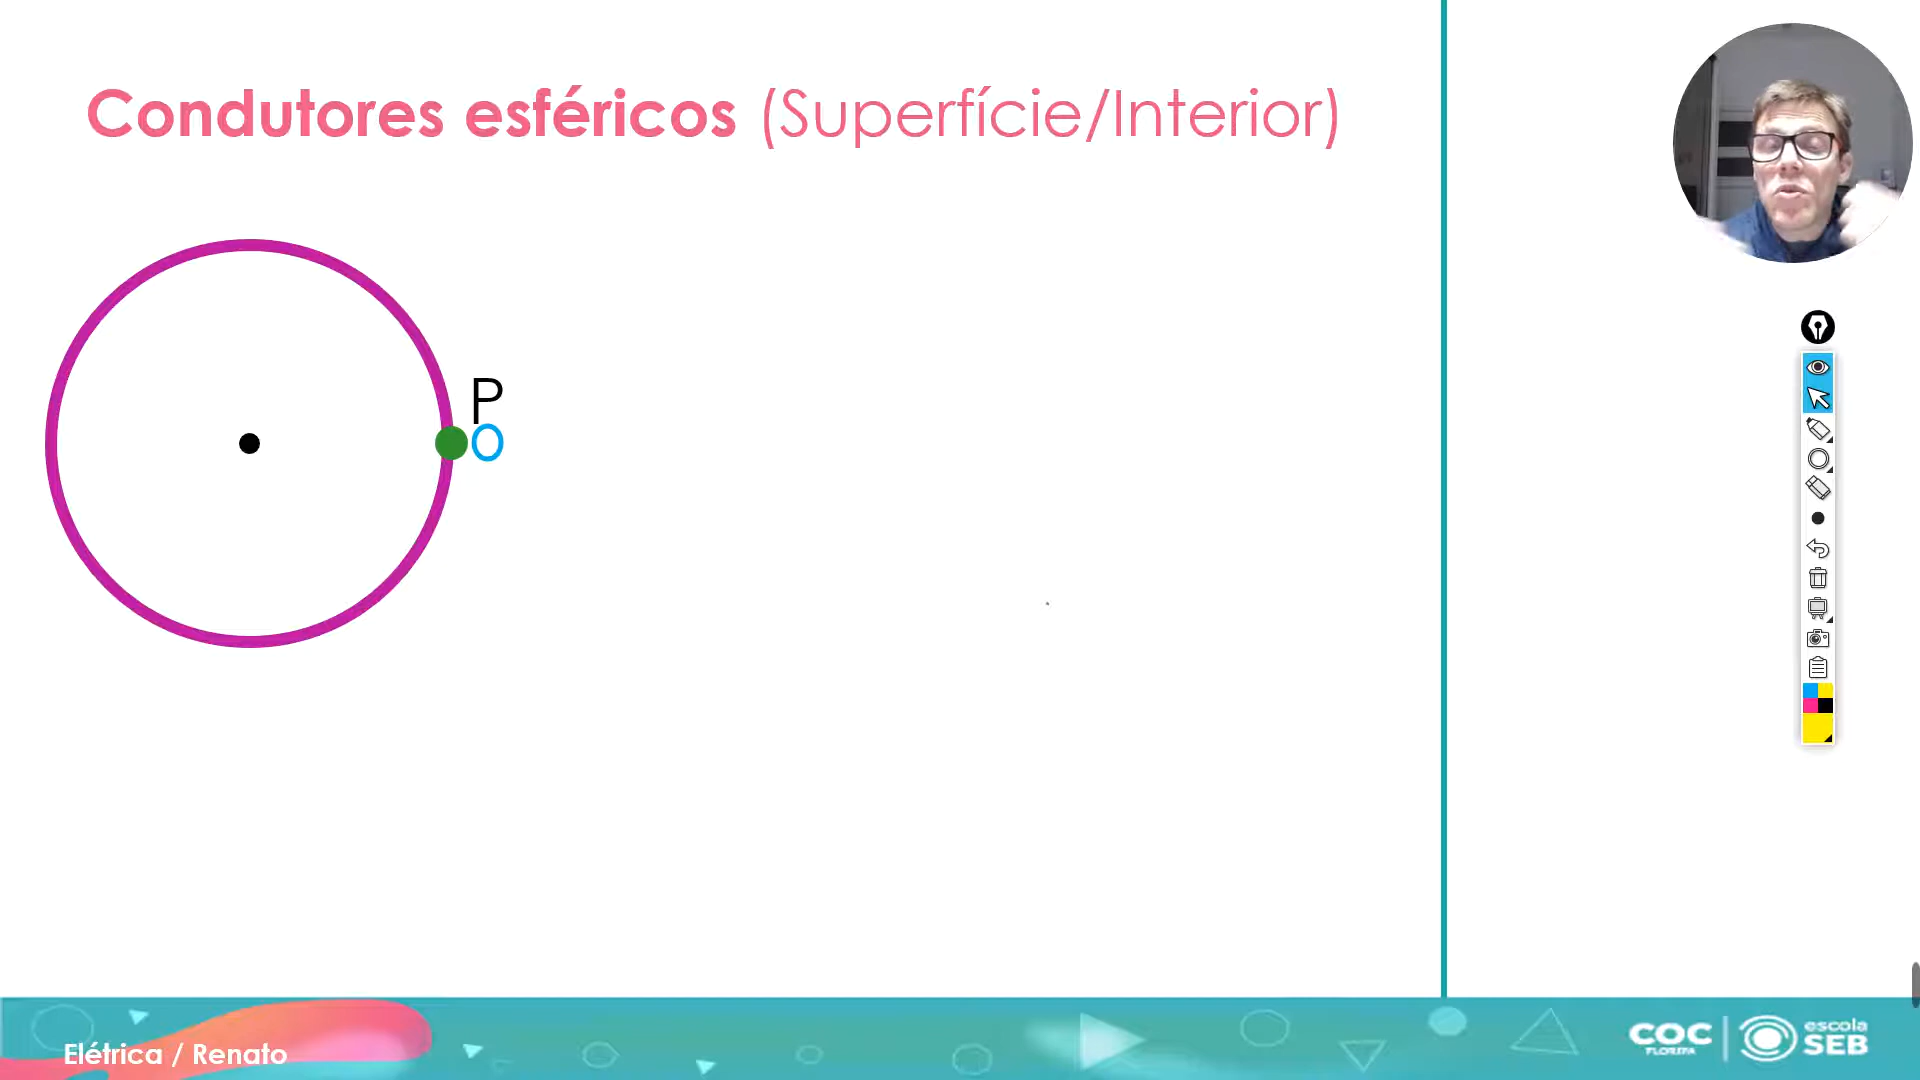 Condutores esféricos (Superfície/Interior)
P
O
Elétrica / Renato
COC
FLORIPA
escola
SEB